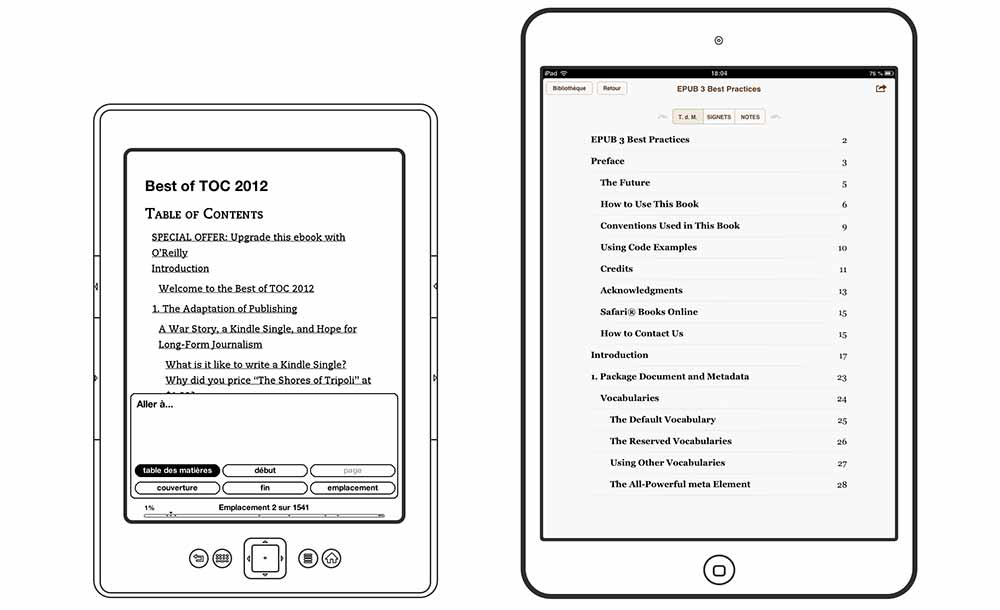 Best of TOC 2012
TABLE OF CONTENTS
SPECIAL OFFER: Upgrade this ebook with
O'Reilly
Introduction
Welcome to the Best of TOC 2012
1. The Adaptation of Publishing
A War Story, a Kindle Single, and Hope for
Long-Form Journalism
What is it like to write a Kindle Single?
Why did you price “The Shores of Tripoli” at
Aller à...
table des matières début page
couverture fin emplacement
1% Emplacement 2 sur 1541
iPad 18:04 76 %
Bibliothèque Retour EPUB 3 Best Practices
T. d. M. SIGNETS NOTES
EPUB 3 Best Practices 2
Preface 3
The Future 5
How to Use This Book 6
Conventions Used in This Book 9
Using Code Examples 10
Credits 11
Acknowledgments 13
Safari® Books Online 15
How to Contact Us 15
Introduction 17
1. Package Document and Metadata 23
Vocabularies 24
The Default Vocabulary 25
The Reserved Vocabularies 26
Using Other Vocabularies 27
The All-Powerful meta Element 28